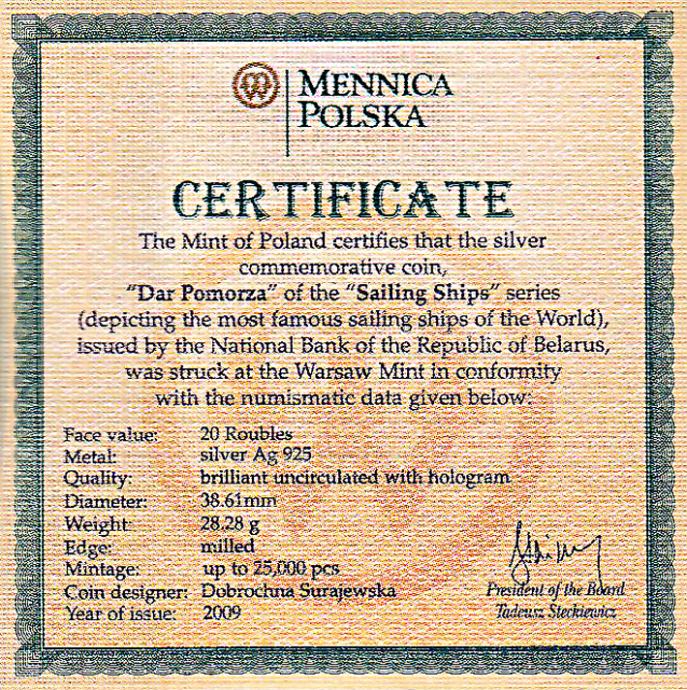 MENNICA
POLSKA
CERTIFICATE
The Mint of Poland certifies that the silver
commemorative coin,
"Dar Pomorza" of the "Sailing Ships" series
(depicting the most famous sailing ships of the World),
issued by the National Bank of the Republic of Belarus,
was struck at the Warsaw Mint in conformity
with the numismatic data given below:
Face value: 20 Roubles
Metal: silver Ag 925
Quality: brilliant uncirculated with hologram
Diameter: 38.61mm
Weight: 28.28 g
Edge: milled
Mintage: up to 25,000 pcs
Coin designer: Dobrochna Surajewska
Year of issue: 2009
President of the Board
Tadeusz Steckiewicz